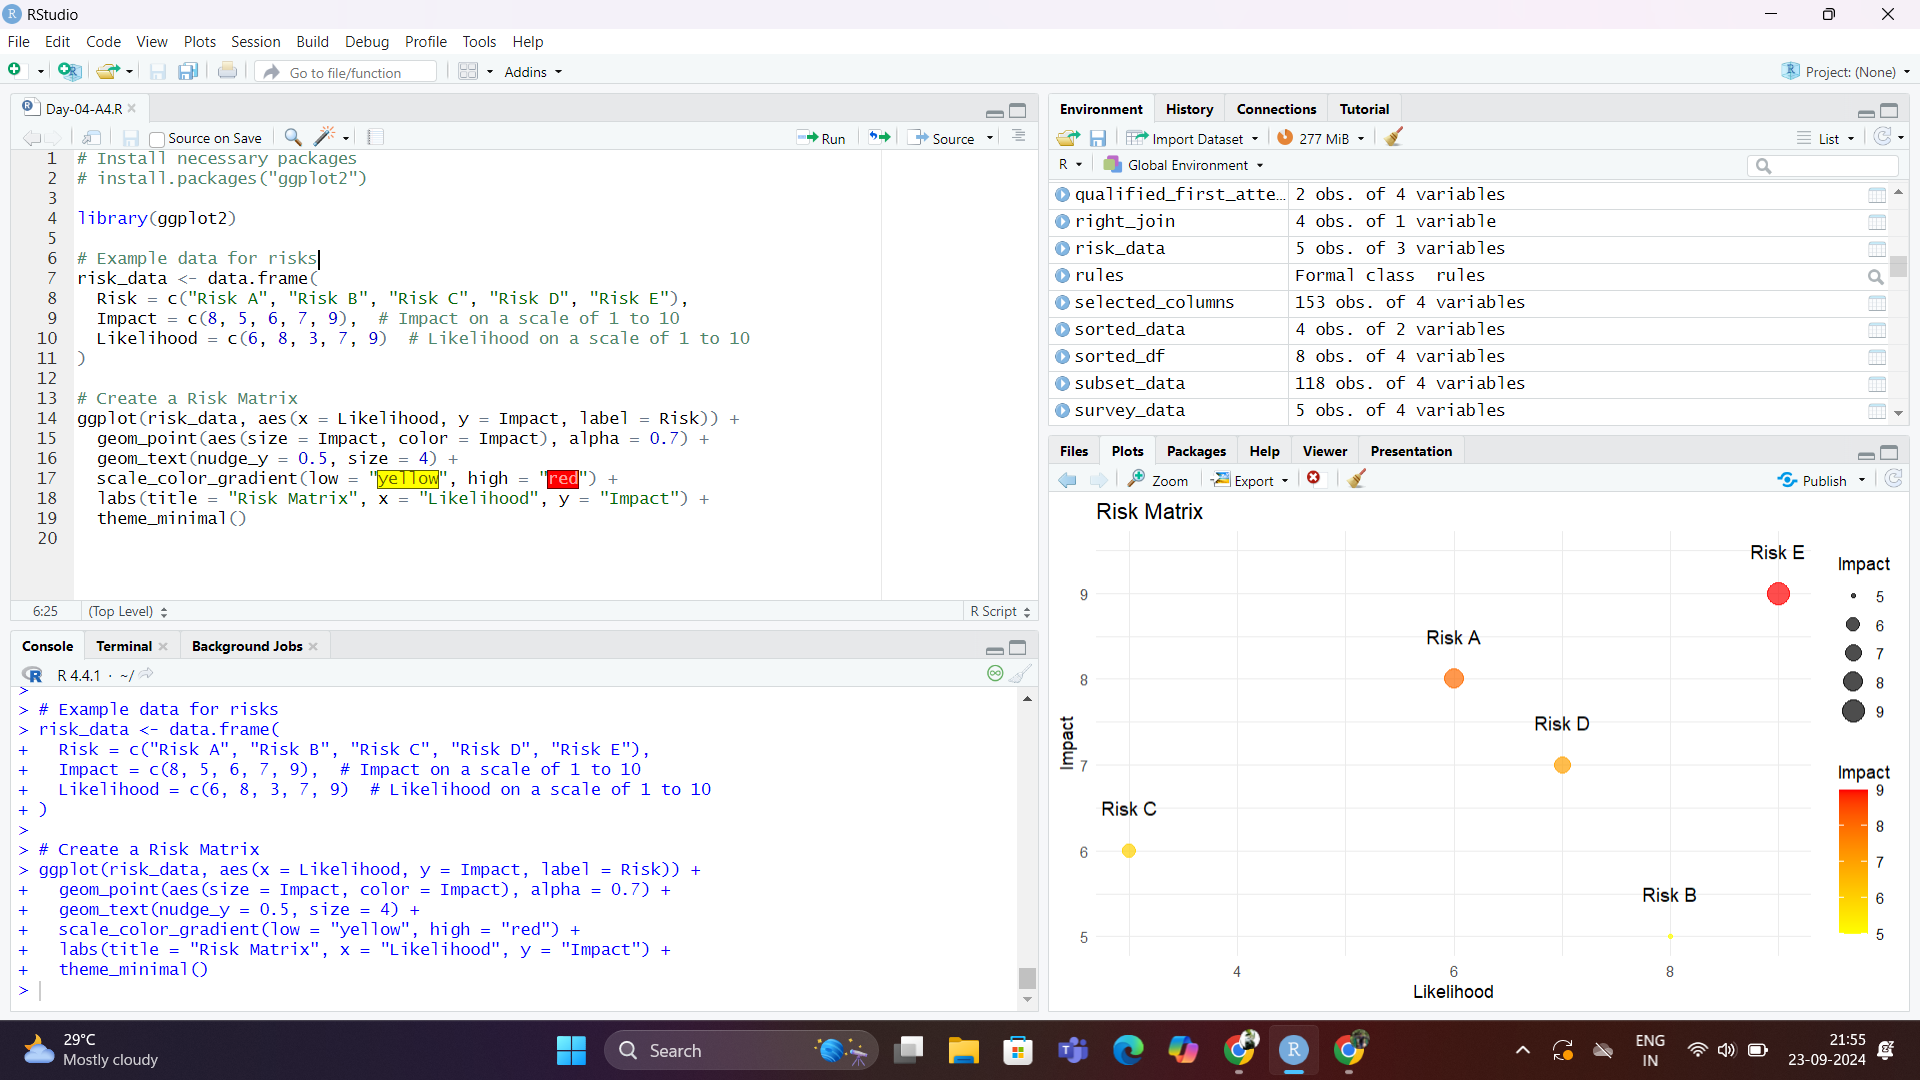 RStudio
File Edit Code View Plots Session Build Debug Profile Tools Help
Go to file/function Addins Project: (None)
Day-04-A4.R
Source on Save Run Source
1 # Install necessary packages
2 # install.packages("ggplot2")
3
4 library(ggplot2)
5
6 # Example data for risks
7 risk_data <- data.frame(
8 Risk = c("Risk A", "Risk B", "Risk C", "Risk D", "Risk E"),
9 Impact = c(8, 5, 6, 7, 9), # Impact on a scale of 1 to 10
10 Likelihood = c(6, 8, 3, 7, 9) # Likelihood on a scale of 1 to 10
11 )
12
13 # Create a Risk Matrix
14 ggplot(risk_data, aes(x = Likelihood, y = Impact, label = Risk)) +
15 geom_point(aes(size = Impact, color = Impact), alpha = 0.7) +
16 geom_text(nudge_y = 0.5, size = 4) +
17 scale_color_gradient(low = "yellow", high = "red") +
18 labs(title = "Risk Matrix", x = "Likelihood", y = "Impact") +
19 theme_minimal()
20
6:25 (Top Level) R Script
Console Terminal Background Jobs
R 4.4.1 · ~/
>
> # Example data for risks
> risk_data <- data.frame(
+ Risk = c("Risk A", "Risk B", "Risk C", "Risk D", "Risk E"),
+ Impact = c(8, 5, 6, 7, 9), # Impact on a scale of 1 to 10
+ Likelihood = c(6, 8, 3, 7, 9) # Likelihood on a scale of 1 to 10
+ )
>
> # Create a Risk Matrix
> ggplot(risk_data, aes(x = Likelihood, y = Impact, label = Risk)) +
+ geom_point(aes(size = Impact, color = Impact), alpha = 0.7) +
+ geom_text(nudge_y = 0.5, size = 4) +
+ scale_color_gradient(low = "yellow", high = "red") +
+ labs(title = "Risk Matrix", x = "Likelihood", y = "Impact") +
+ theme_minimal()
>
Environment History Connections Tutorial
Import Dataset 277 MiB List
R Global Environment
qualified_first_atte… 2 obs. of 4 variables
right_join 4 obs. of 1 variable
risk_data 5 obs. of 3 variables
rules Formal class rules
selected_columns 153 obs. of 4 variables
sorted_data 4 obs. of 2 variables
sorted_df 8 obs. of 4 variables
subset_data 118 obs. of 4 variables
survey_data 5 obs. of 4 variables
Files Plots Packages Help Viewer Presentation
Zoom Export Publish
Risk Matrix
Risk E
Risk A
Risk D
Risk C
Risk B
9
8
7
6
5
Impact
4 6 8
Likelihood
Impact
5
6
7
8
9
Impact
9
8
7
6
5
29°C
Mostly cloudy
Search
ENG
IN
21:55
23-09-2024